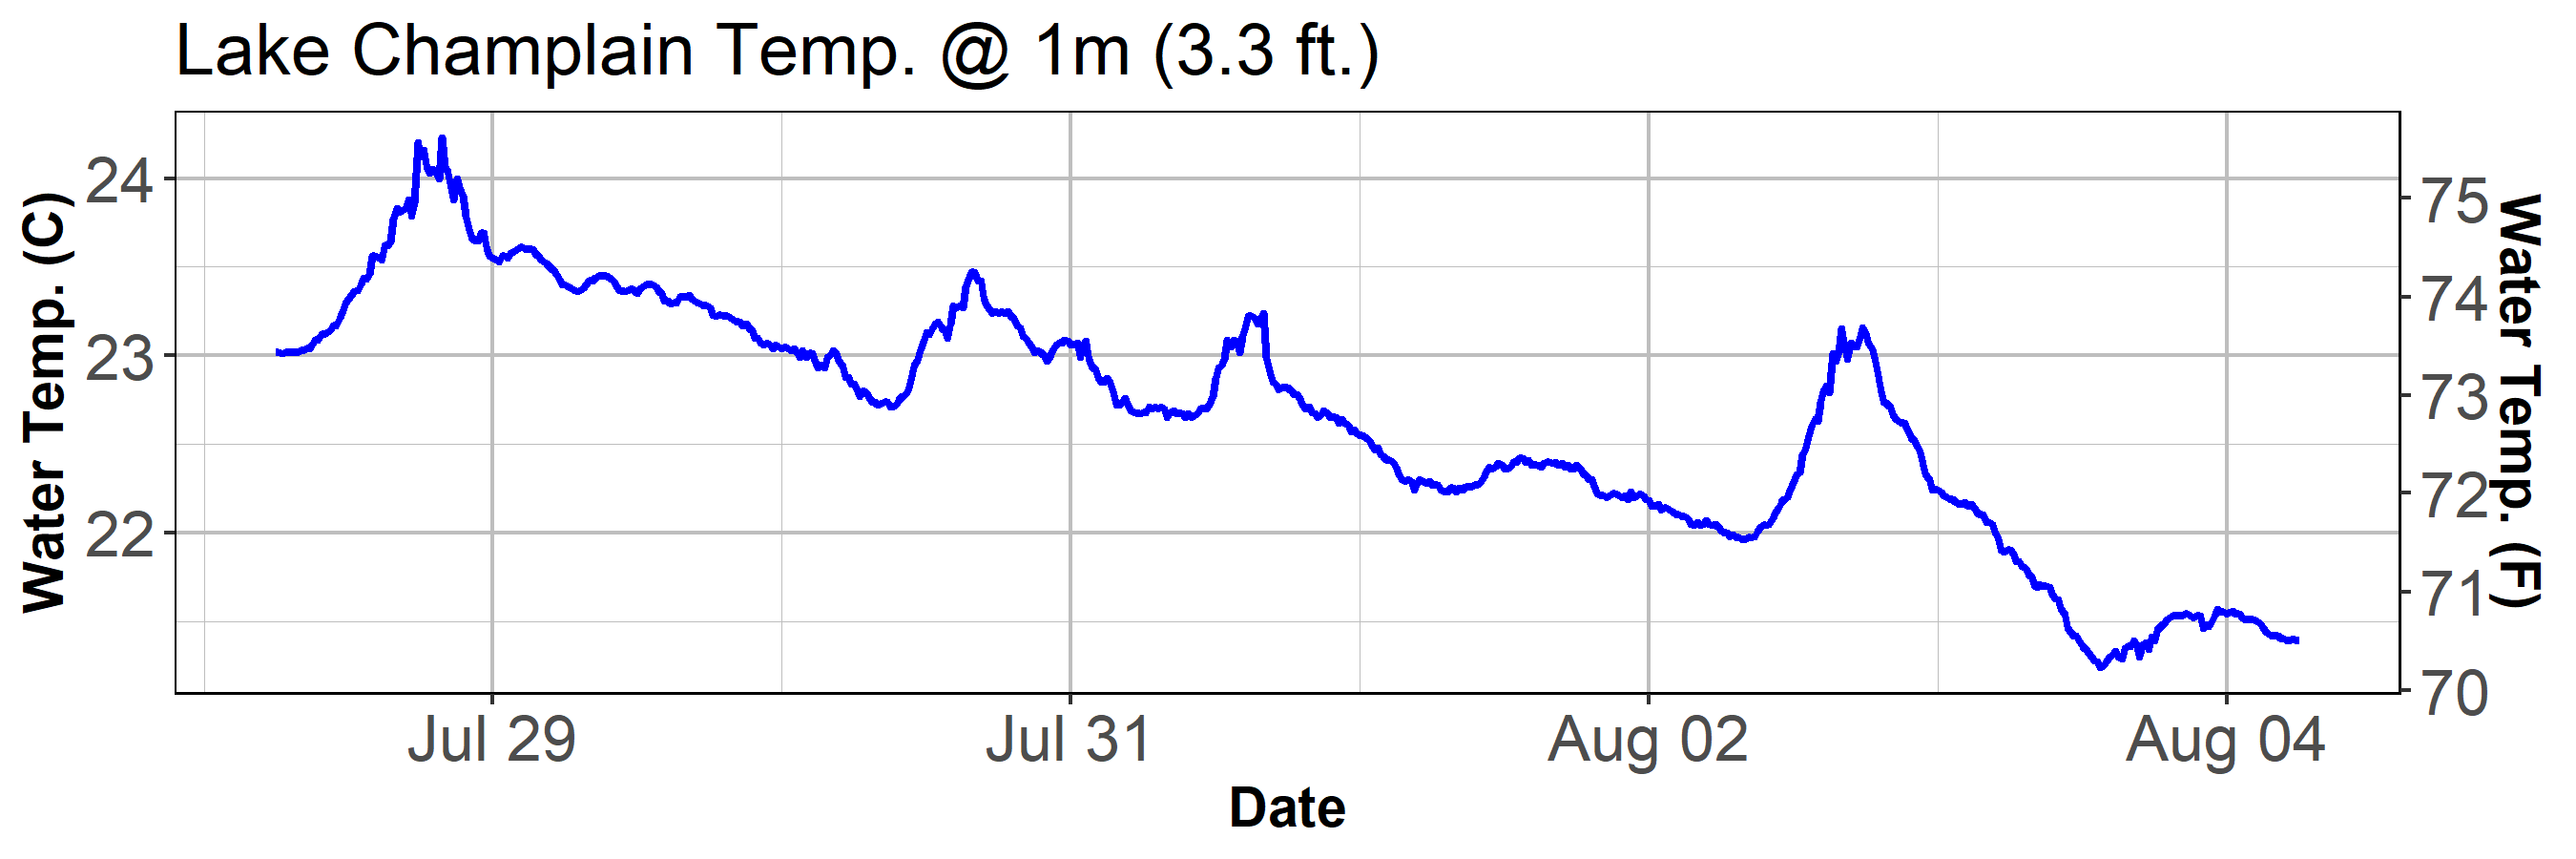 Lake Champlain Temp. @ 1m (3.3 ft.)
Water Temp. (C)
24
23
22
75
74
73
72
71
70
Water Temp. (F)
Jul 29
Jul 31
Aug 02
Aug 04
Date